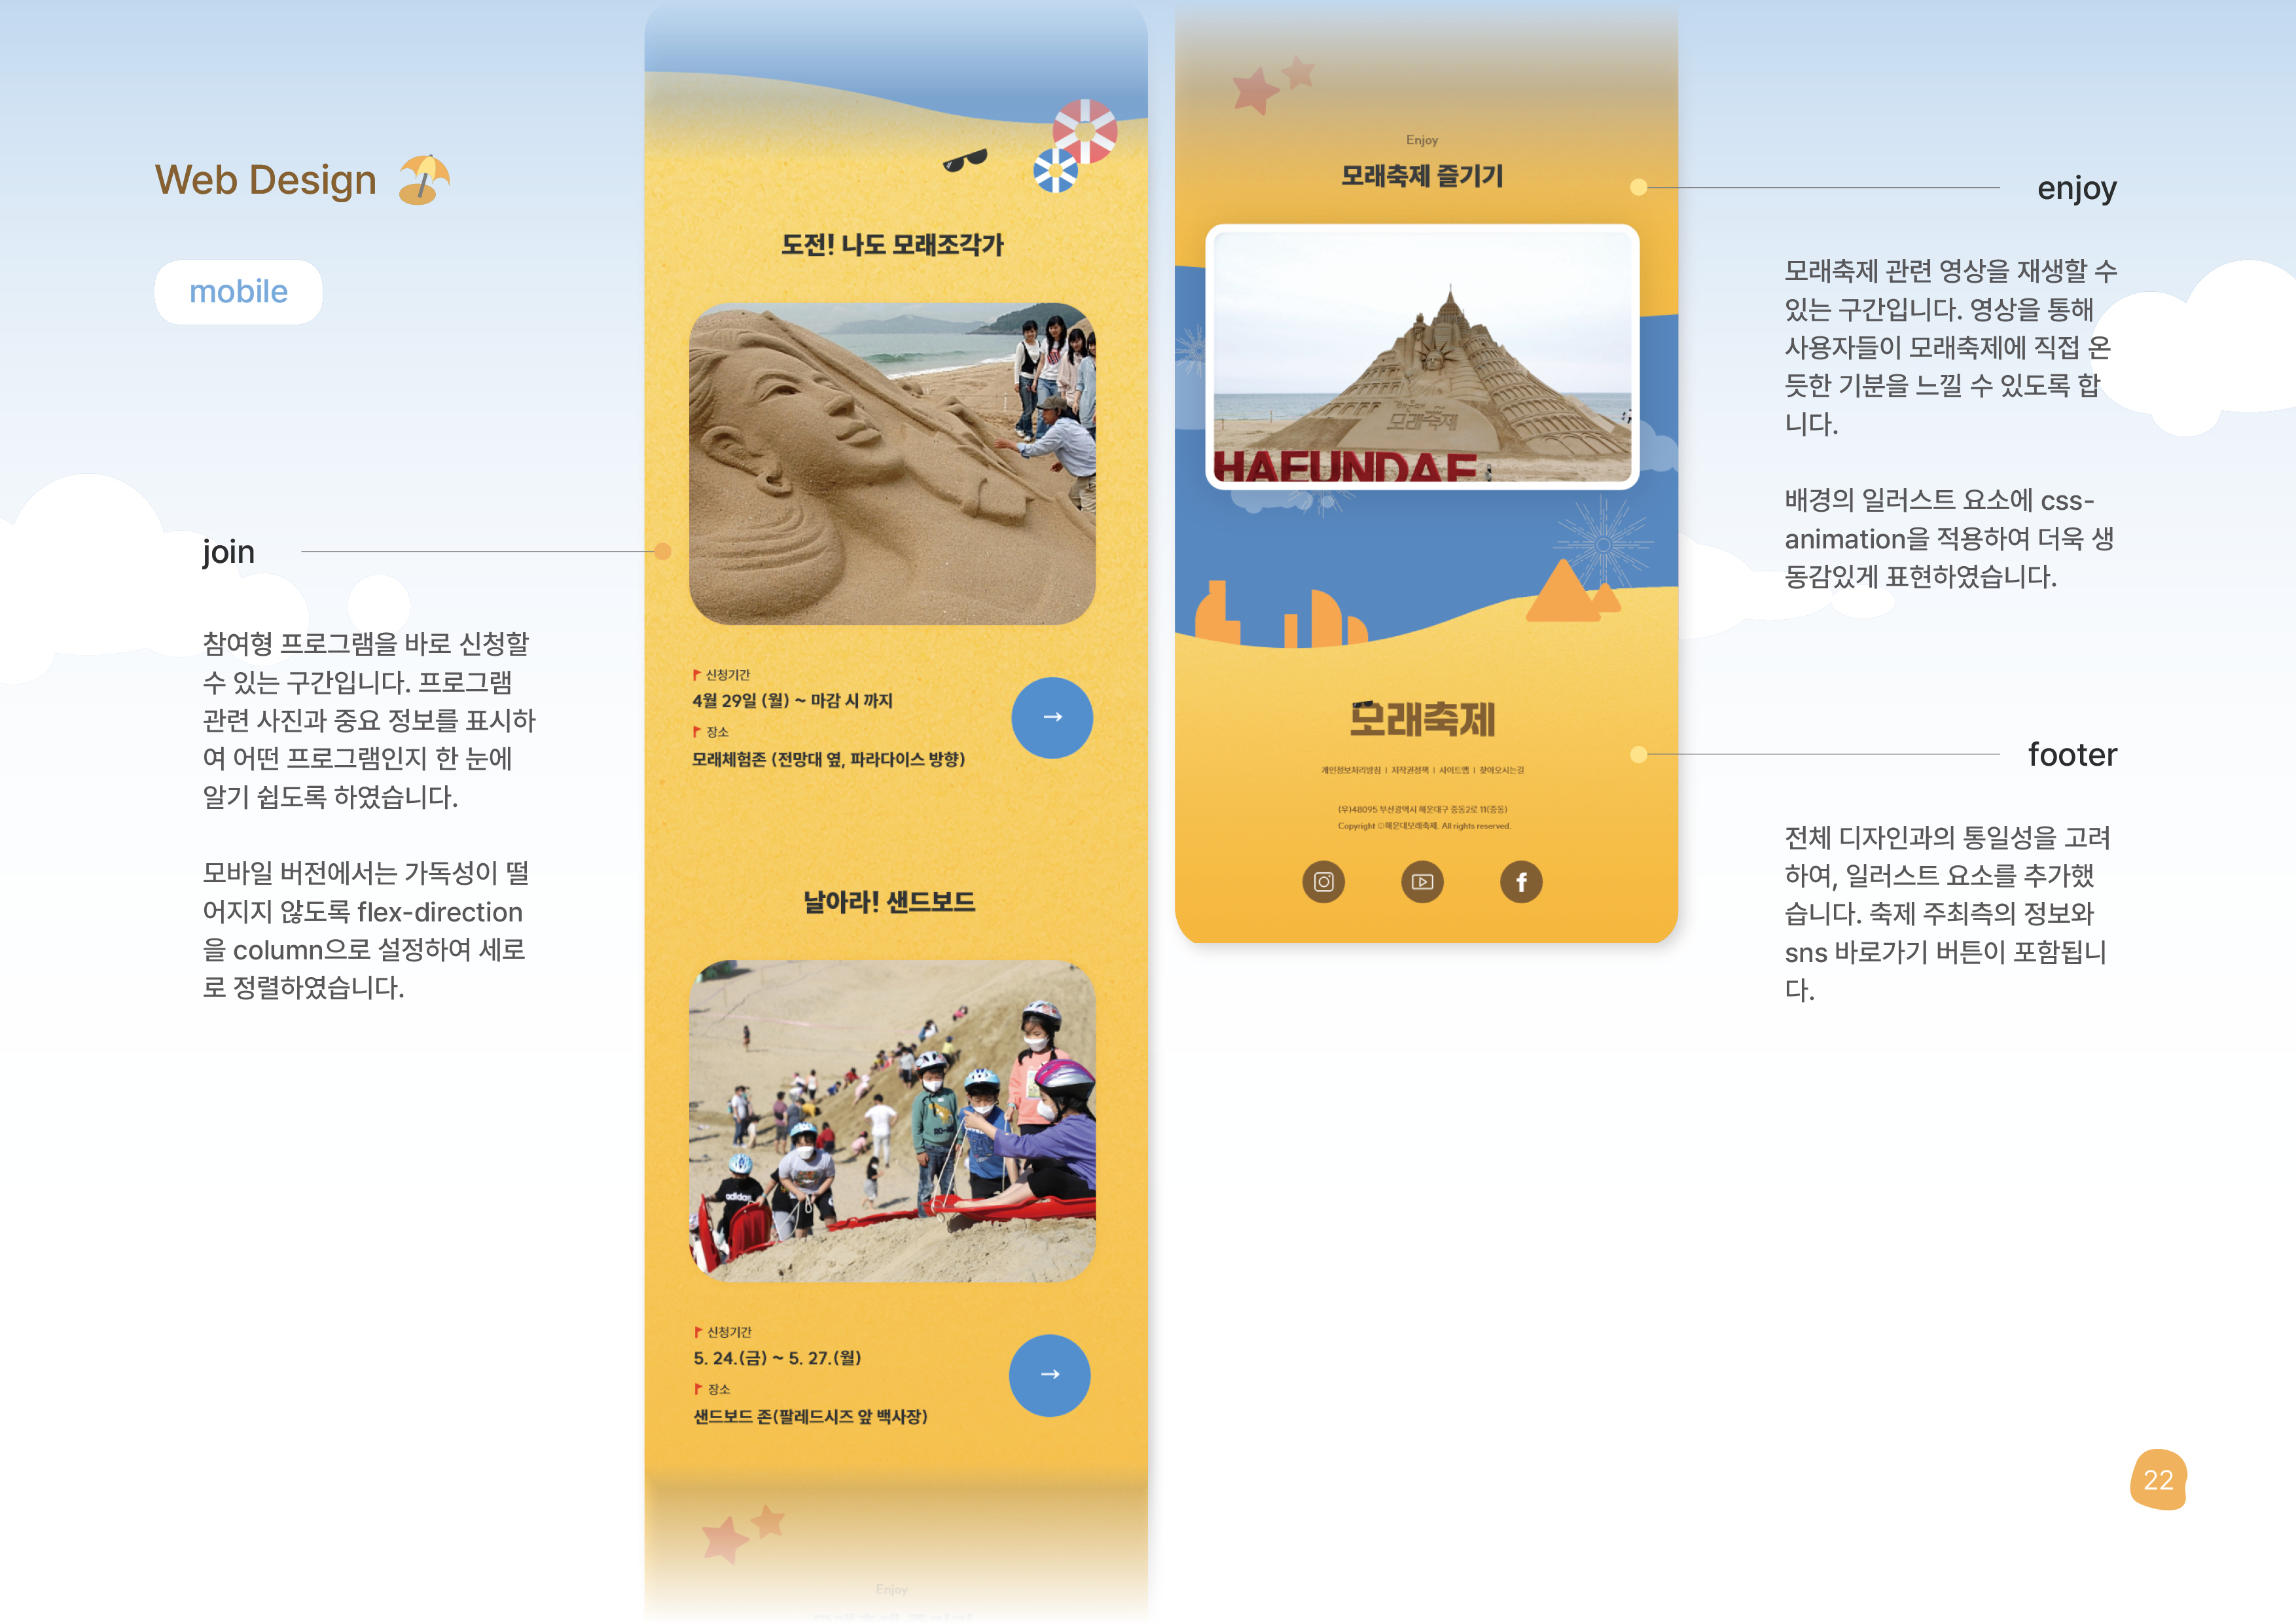 Web Design
mobile
join
참여형 프로그램을 바로 신청할
수 있는 구간입니다. 프로그램
관련 사진과 중요 정보를 표시하
여 어떤 프로그램인지 한 눈에
알기 쉽도록 하였습니다.
모바일 버전에서는 가독성이 떨
어지지 않도록 flex-direction
을 column으로 설정하여 세로
로 정렬하였습니다.
도전! 나도 모래조각가
신청기간
4월 29일 (월) ~ 마감 시 까지
장소
모래체험존 (전망대 옆, 파라다이스 방향)
→
날아라! 샌드보드
adidas
신청기간
5. 24.(금) ~ 5. 27.(월)
장소
샌드보드 존(팔레드시즈 앞 백사장)
→
Enjoy
Enjoy
모래축제 즐기기
모래축제
HAEUNDAE
모래축제
개인정보처리방침 | 저작권정책 | 사이트맵 | 찾아오시는길
(우)48095 부산광역시 해운대구 중동2로 11(중동)
Copyright ©해운대모래축제. All rights reserved.
enjoy
모래축제 관련 영상을 재생할 수
있는 구간입니다. 영상을 통해
사용자들이 모래축제에 직접 온
듯한 기분을 느낄 수 있도록 합
니다.
배경의 일러스트 요소에 css-
animation을 적용하여 더욱 생
동감있게 표현하였습니다.
footer
전체 디자인과의 통일성을 고려
하여, 일러스트 요소를 추가했
습니다. 축제 주최측의 정보와
sns 바로가기 버튼이 포함됩니
다.
22